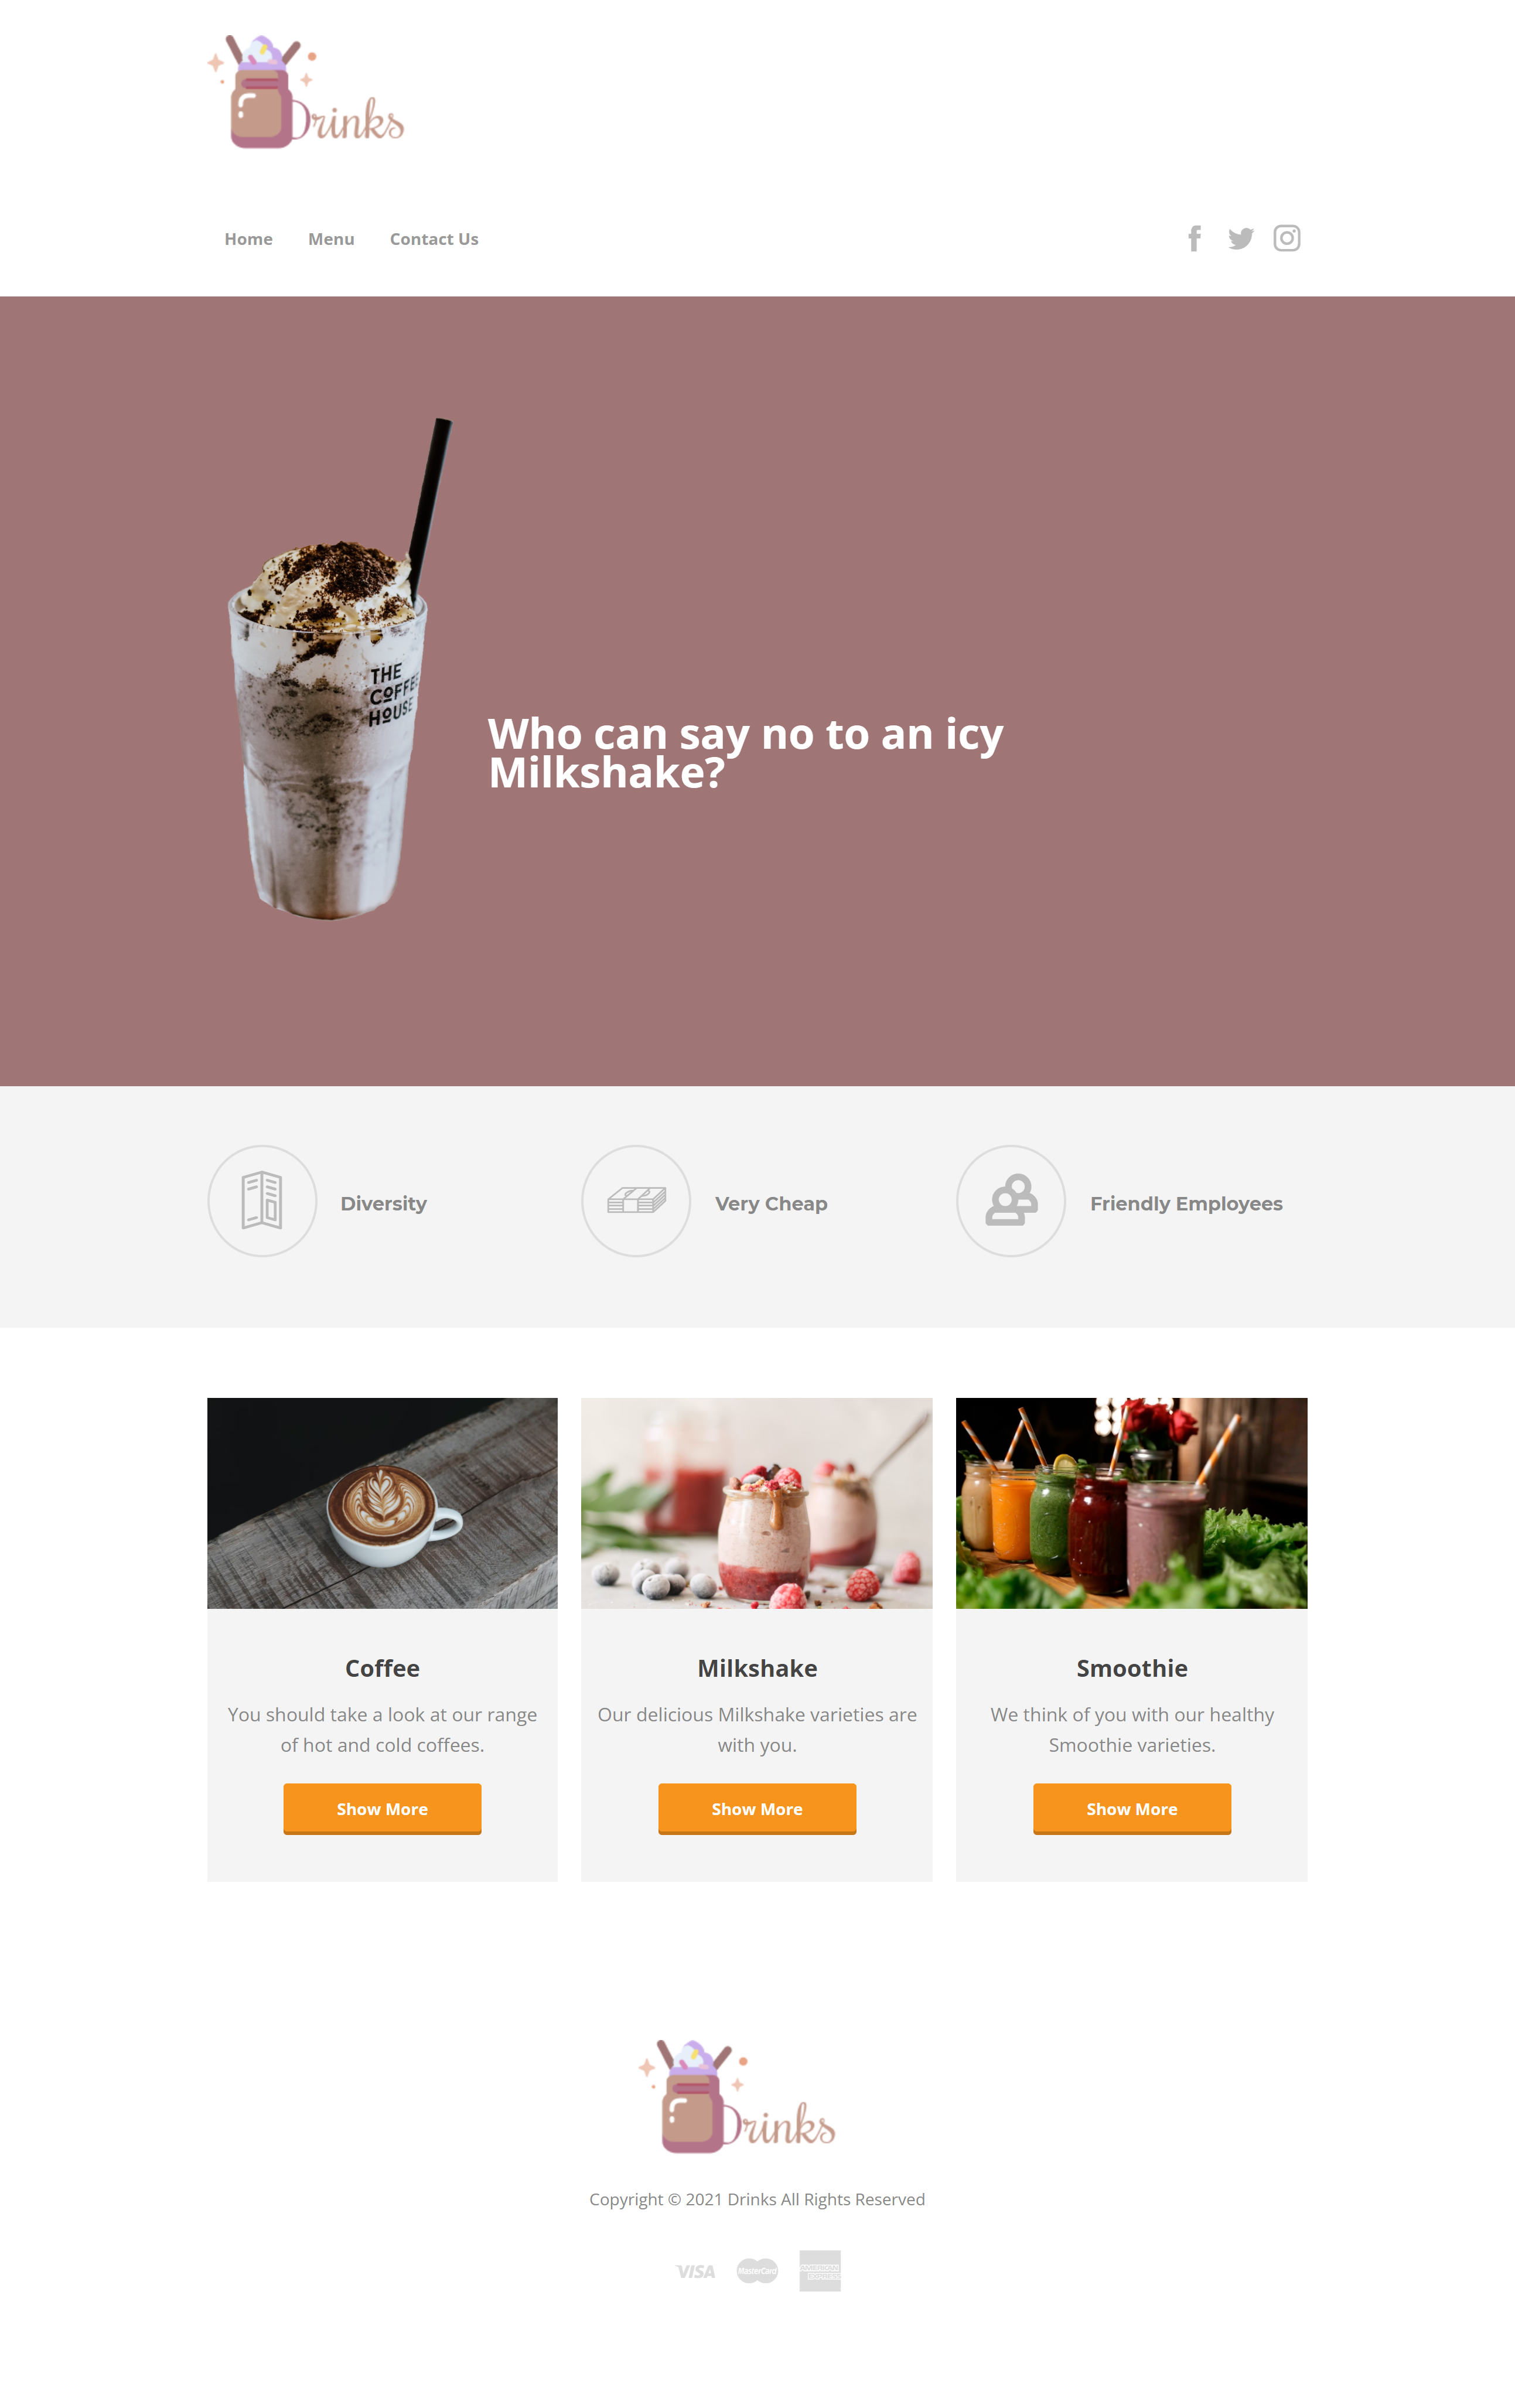 Drinks
Home Menu Contact Us
THE
COFFEE
HOUSE
Who can say no to an icy
Milkshake?
Diversity
Very Cheap
Friendly Employees
Coffee
You should take a look at our range
of hot and cold coffees.
Show More
Milkshake
Our delicious Milkshake varieties are
with you.
Show More
Smoothie
We think of you with our healthy
Smoothie varieties.
Show More
Drinks
Copyright © 2021 Drinks All Rights Reserved
VISA MasterCard AMERICAN
EXPRESS